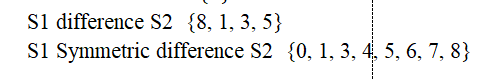 S1 difference S2 {8, 1, 3, 5}
S1 Symmetric difference S2 {0, 1, 3, 4, 5, 6, 7, 8}